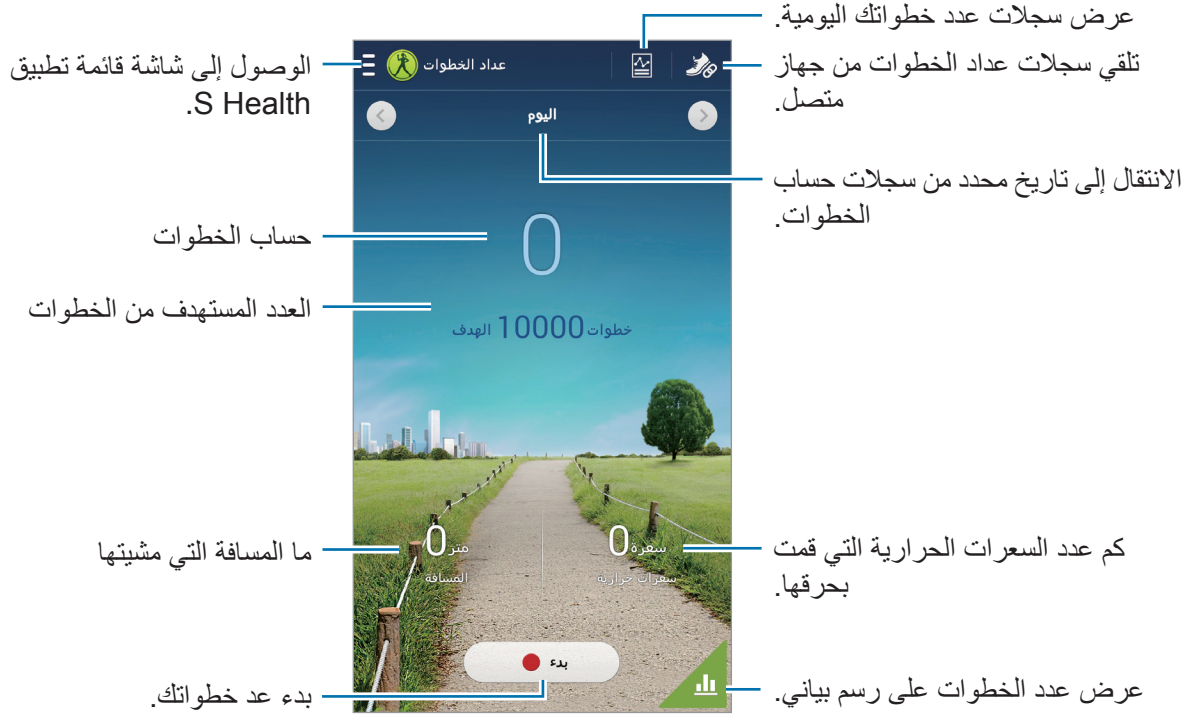 عرض سجلات عدد خطواتك اليومية.
تلقي سجلات عداد الخطوات من جهاز
متصل.
الانتقال إلى تاريخ محدد من سجلات حساب
الخطوات.
كم عدد السعرات الحرارية التي قمت
بحرقها.
عرض عدد الخطوات على رسم بياني.
عداد الخطوات
اليوم
0
خطوات 10000 الهدف
سعرة 0
سعرات حرارية
متر 0
المسافة
بدء
الوصول إلى شاشة قائمة تطبيق
S Health.
حساب الخطوات
العدد المستهدف من الخطوات
ما المسافة التي مشيتها
بدء عد خطواتك.